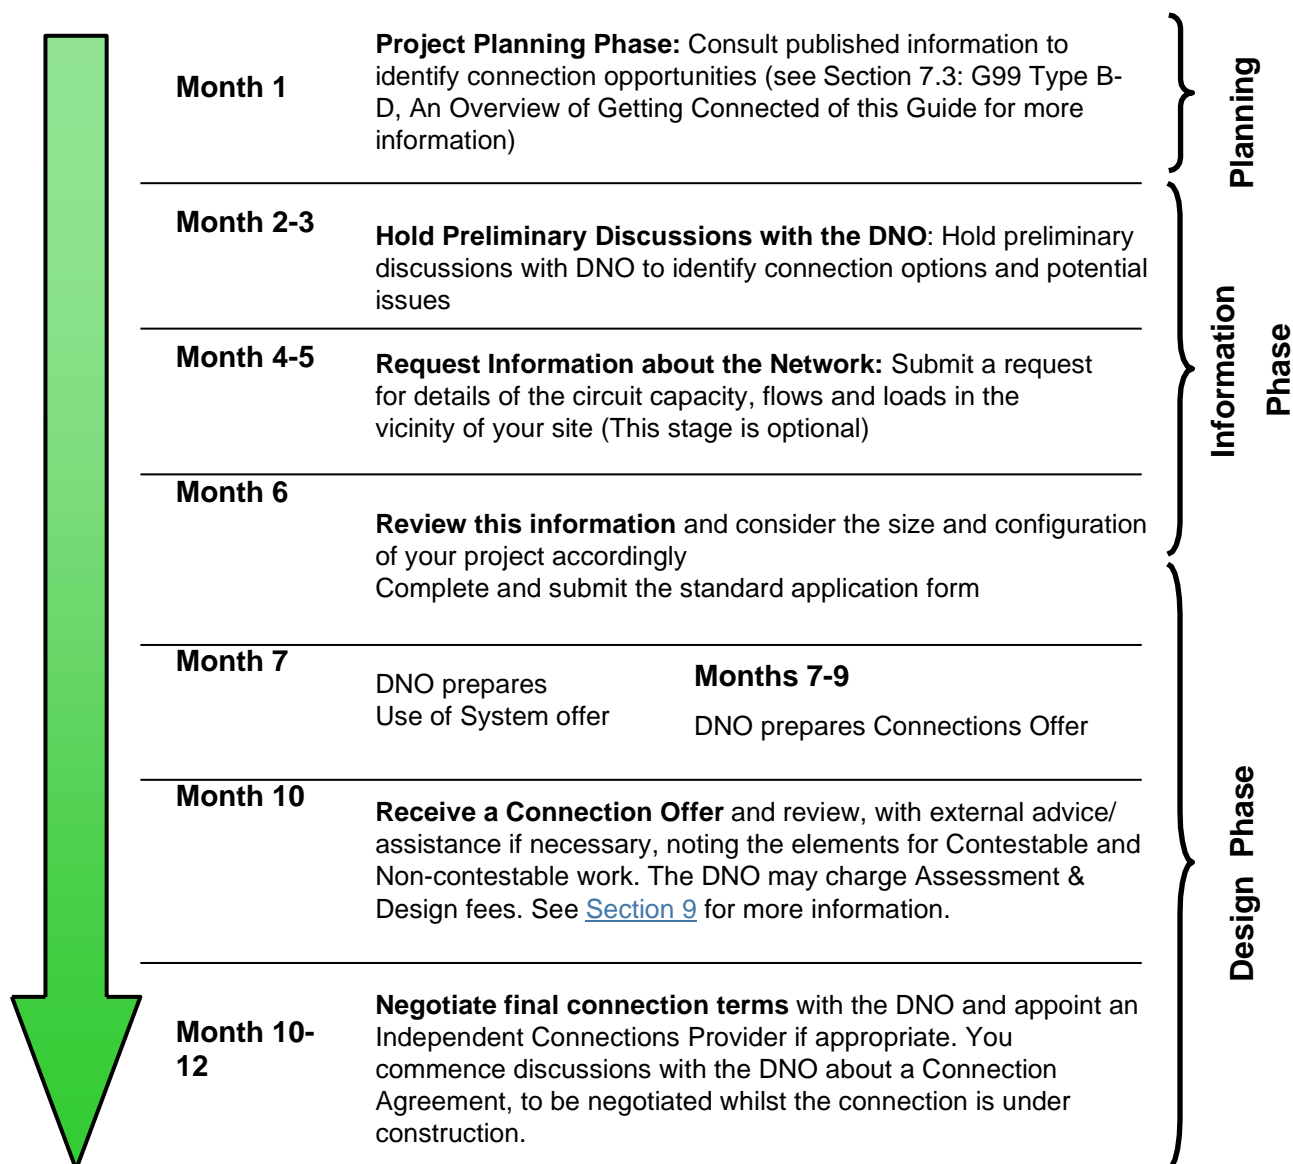 Month 1
Project Planning Phase: Consult published information to
identify connection opportunities (see Section 7.3: G99 Type B-
D, An Overview of Getting Connected of this Guide for more
information)
Planning
Month 2-3
Hold Preliminary Discussions with the DNO: Hold preliminary
discussions with DNO to identify connection options and potential
issues
Month 4-5
Request Information about the Network: Submit a request
for details of the circuit capacity, flows and loads in the
vicinity of your site (This stage is optional)
Information
Phase
Month 6
Review this information and consider the size and configuration
of your project accordingly
Complete and submit the standard application form
Month 7
DNO prepares
Use of System offer
Months 7-9
DNO prepares Connections Offer
Month 10
Receive a Connection Offer and review, with external advice/
assistance if necessary, noting the elements for Contestable and
Non-contestable work. The DNO may charge Assessment &
Design fees. See Section 9 for more information.
Design Phase
Month 10-
12
Negotiate final connection terms with the DNO and appoint an
Independent Connections Provider if appropriate. You
commence discussions with the DNO about a Connection
Agreement, to be negotiated whilst the connection is under
construction.